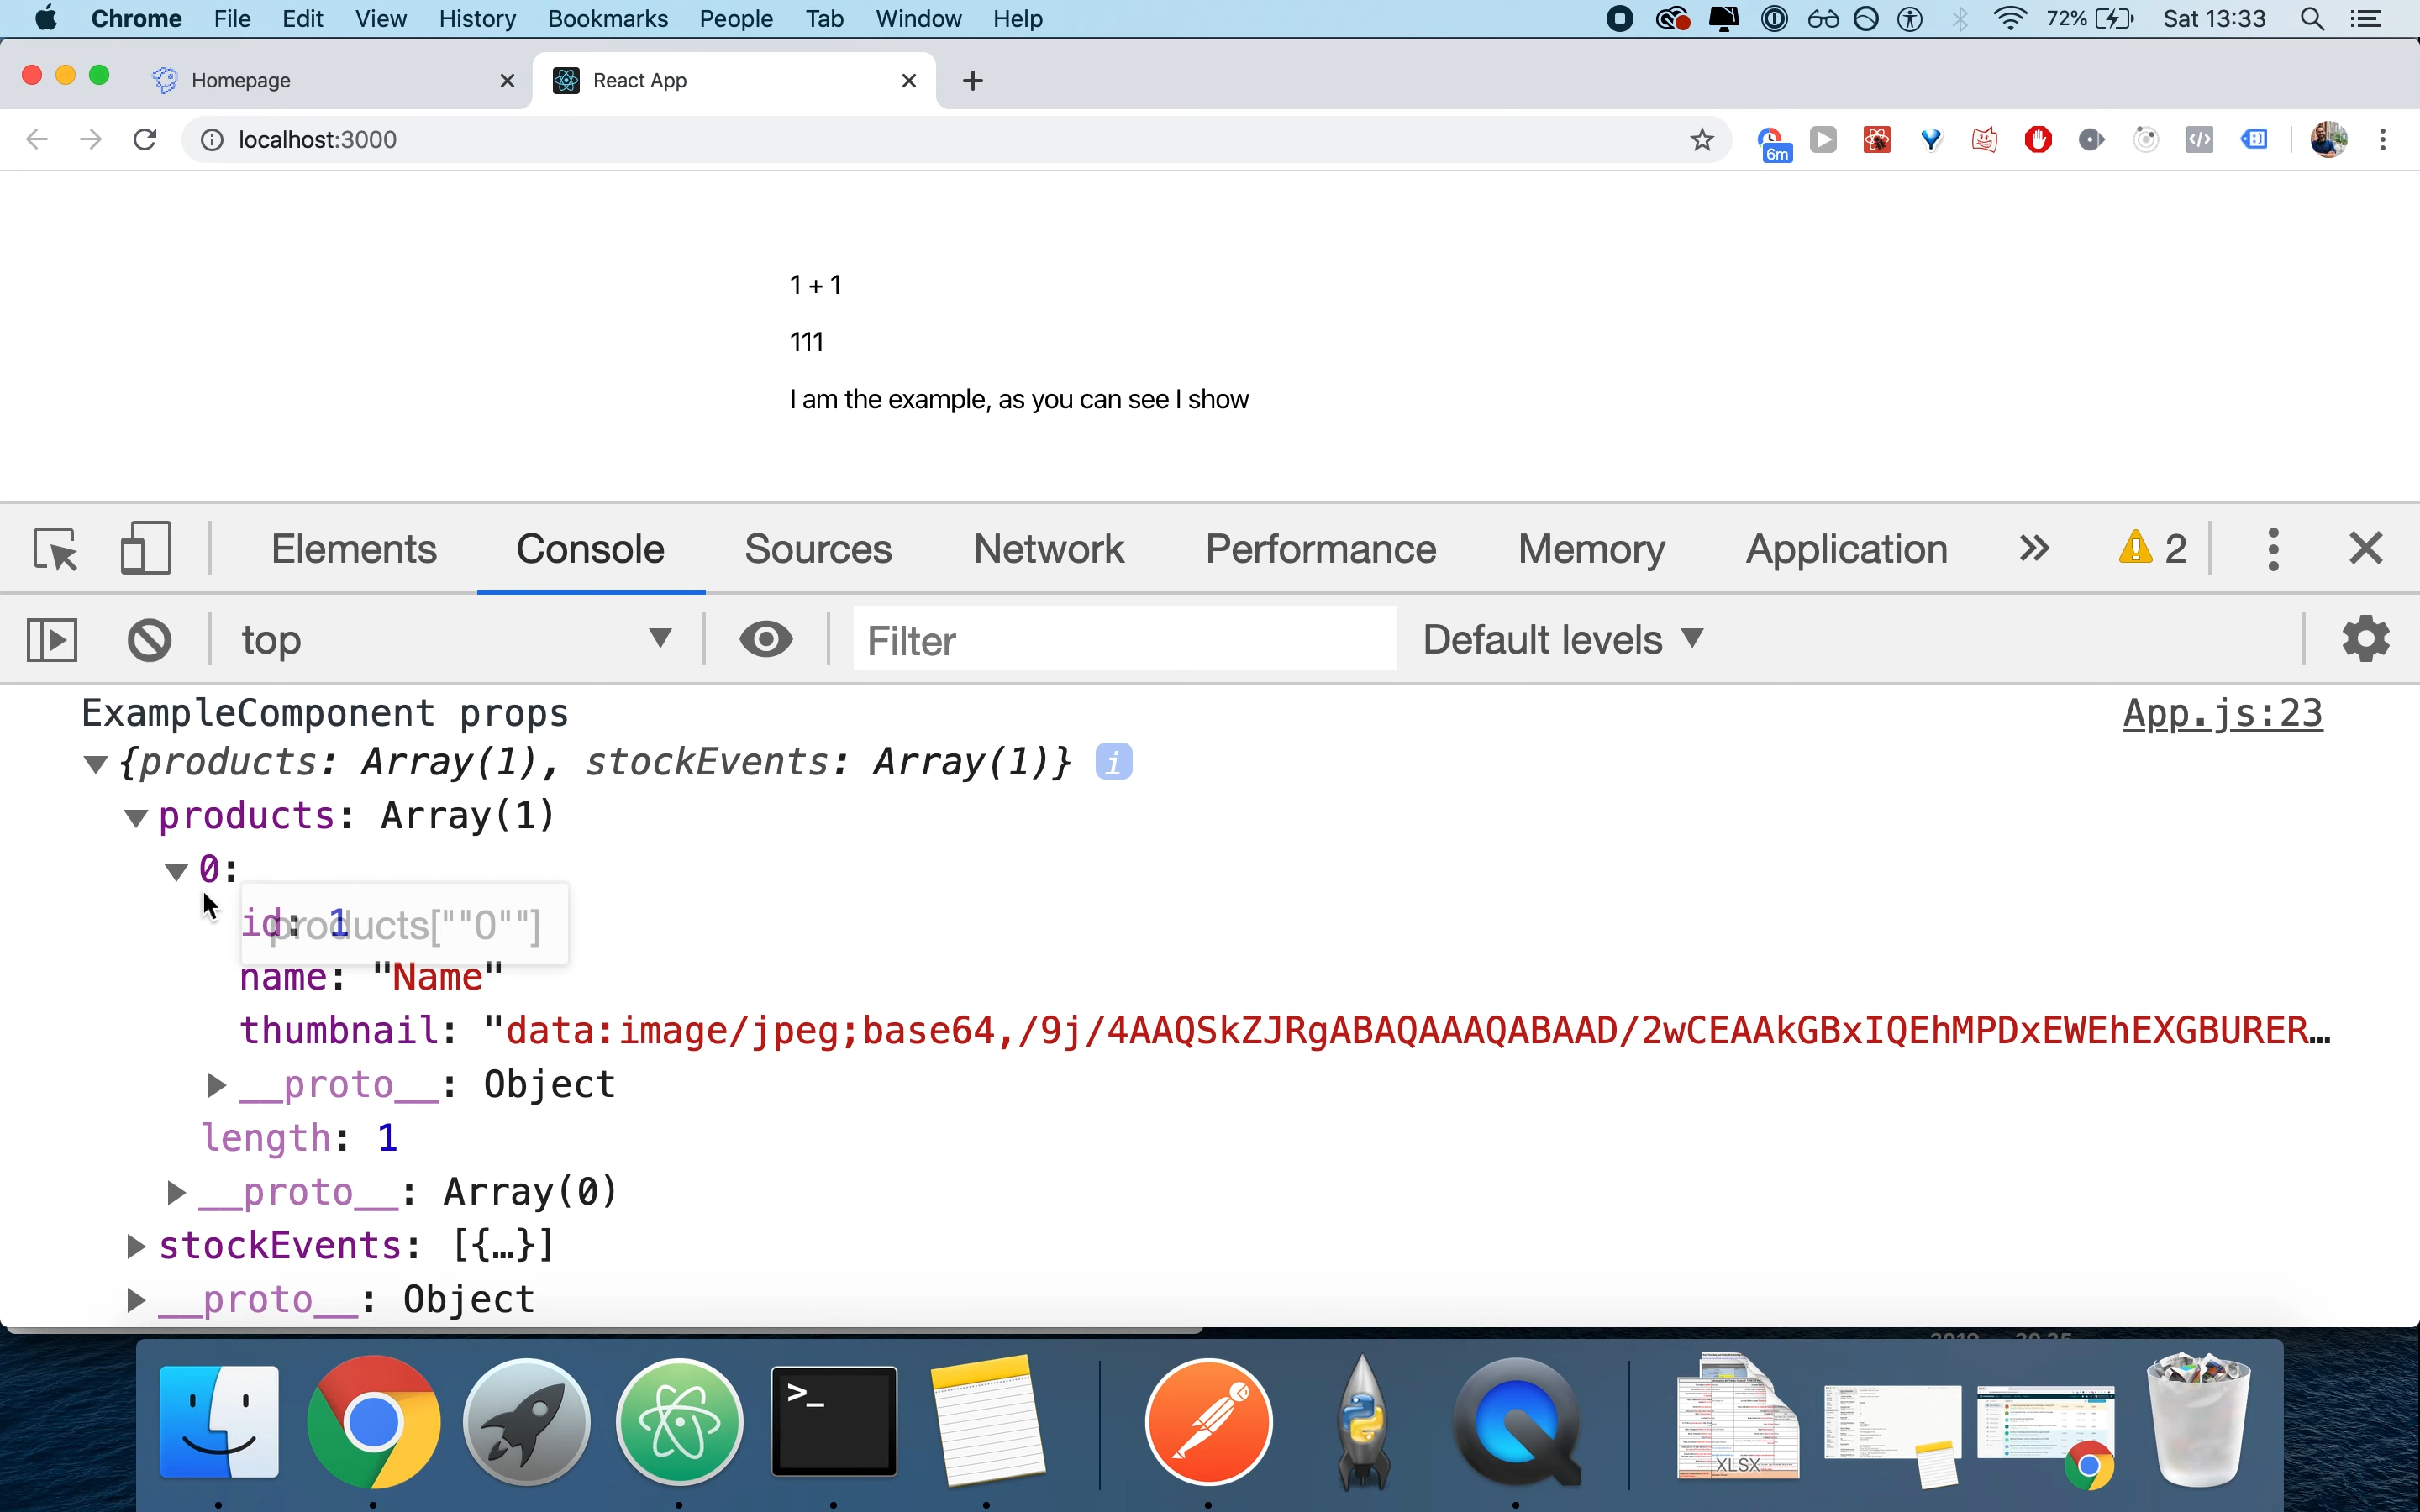 Chrome File Edit View History Bookmarks People Tab Window Help 72% Sat 13:33
Homepage React App
localhost:3000 6m
1 + 1
111
I am the example, as you can see I show
Elements Console Sources Network Performance Memory Application 2
top Filter Default levels
ExampleComponent props App.js:23
{products: Array(1), stockEvents: Array(1)} i
products: Array(1)
0:
id: 1 products[""0""]
name: "Name"
thumbnail: "data:image/jpeg;base64,/9j/4AAQSkZJRgABAQAAAQABAAD/2wCEAAkGBxIQEhMPDxEWEhEXGBURER…
__proto__: Object
length: 1
__proto__: Array(0)
stockEvents: [{…}]
__proto__: Object
>_
XLSX